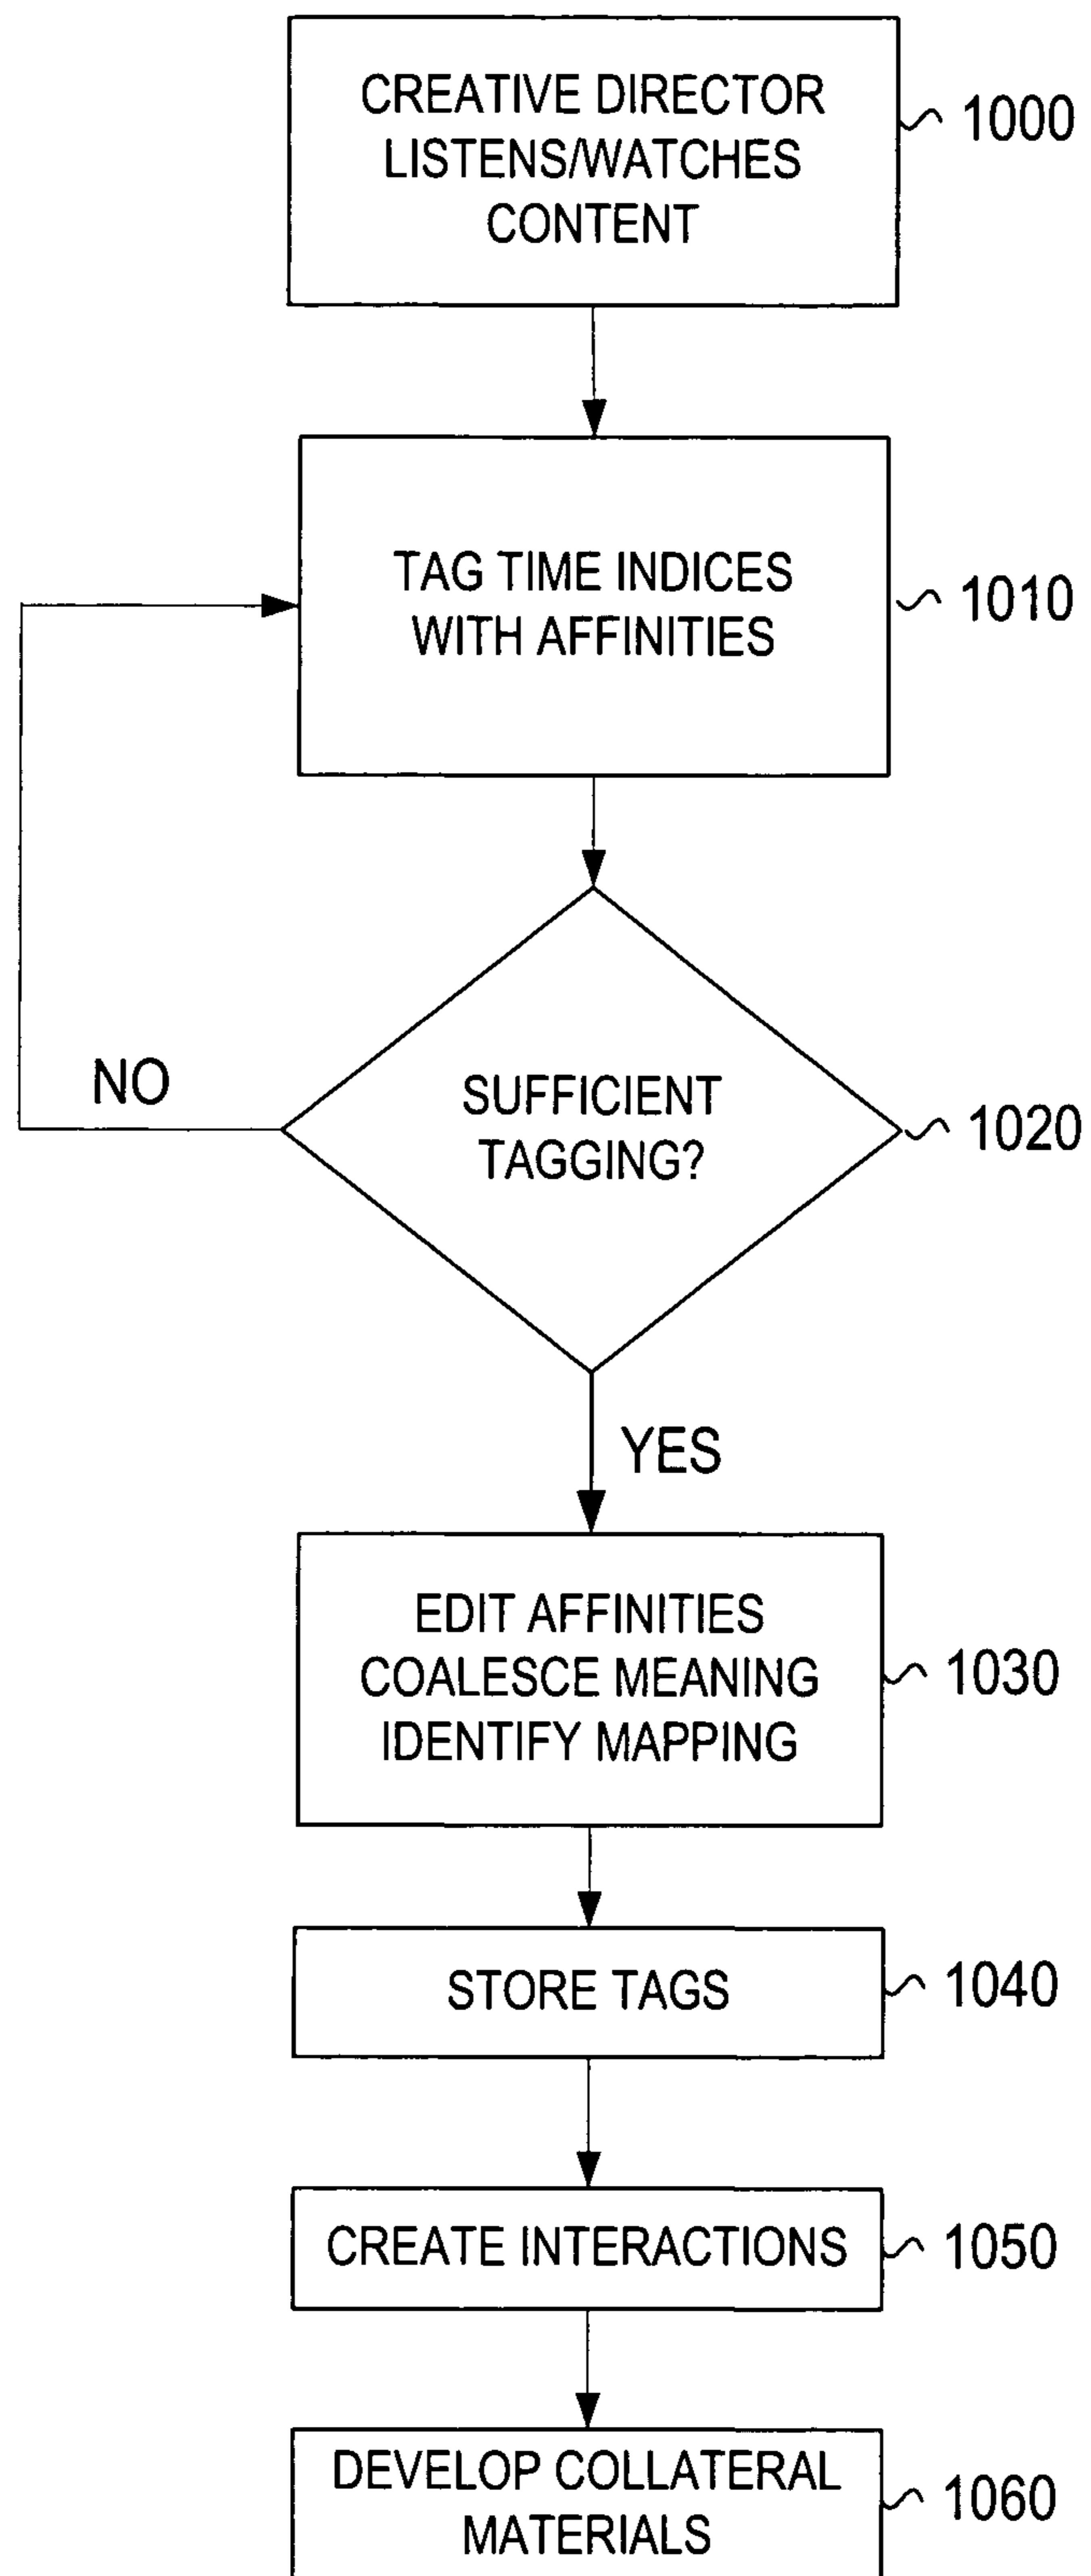 CREATIVE DIRECTOR
LISTENS/WATCHES
CONTENT
1000
TAG TIME INDICES
WITH AFFINITIES
1010
SUFFICIENT
TAGGING?
1020
NO
YES
EDIT AFFINITIES
COALESCE MEANING
IDENTIFY MAPPING
1030
STORE TAGS
1040
CREATE INTERACTIONS
1050
DEVELOP COLLATERAL
MATERIALS
1060